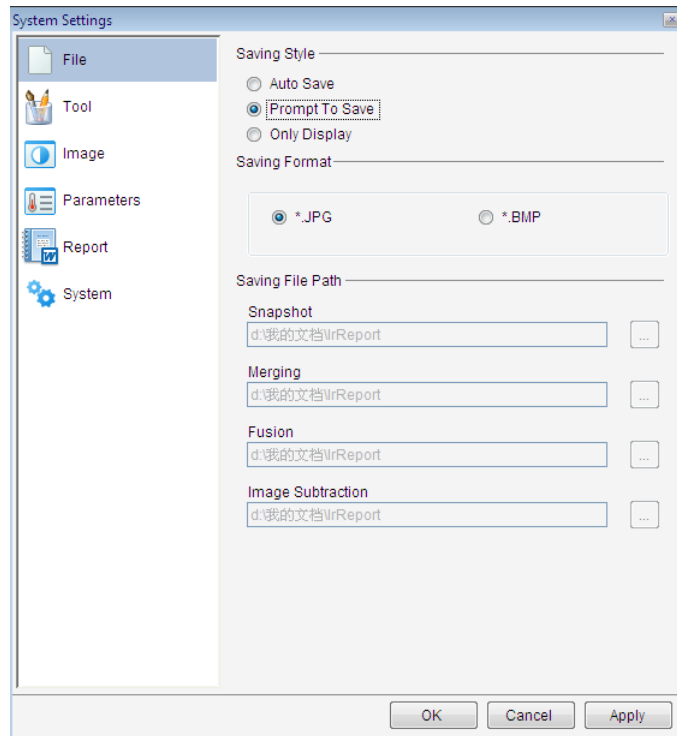 System Settings
File
Tool
Image
Parameters
Report
System
Saving Style
Auto Save
Prompt To Save
Only Display
Saving Format
*.JPG
*.BMP
Saving File Path
Snapshot
d:\我的文档\IrReport
...
Merging
d:\我的文档\IrReport
...
Fusion
d:\我的文档\IrReport
...
Image Subtraction
d:\我的文档\IrReport
...
OK
Cancel
Apply